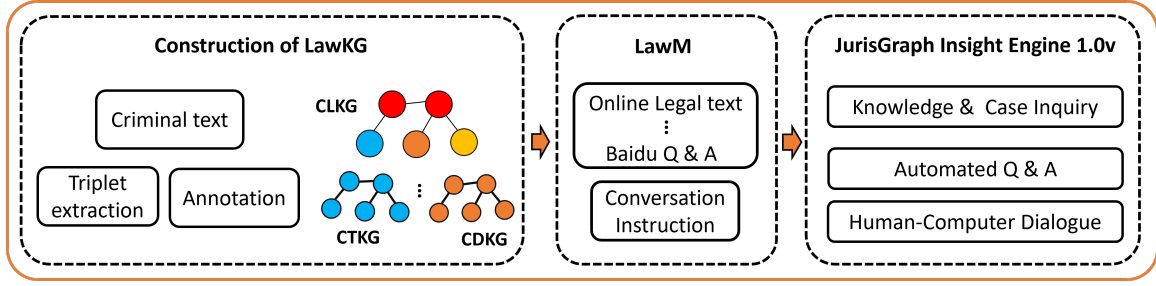 Construction of LawKG
Criminal text
Triplet
extraction
Annotation
CLKG
CTKG
CDKG
LawM
Online Legal text
Baidu Q & A
Conversation
Instruction
JurisGraph Insight Engine 1.0v
Knowledge & Case Inquiry
Automated Q & A
Human-Computer Dialogue